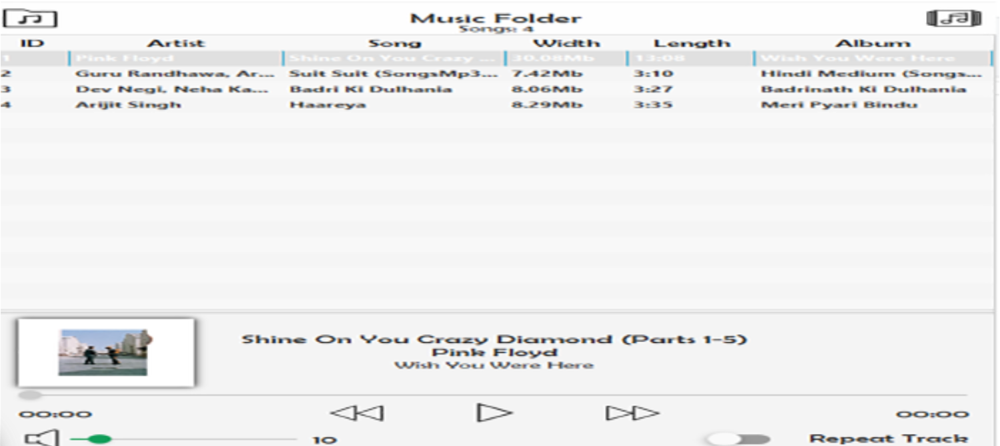 Music Folder
Songs: 4
ID Artist Song Width Length Album
1 Pink Floyd Shine On You Crazy ... 30.08Mb 13:08 Wish You Were Here
2 Guru Randhawa, Ar... Suit Suit (SongsMp3... 7.42Mb 3:10 Hindi Medium (Songs...
3 Dev Negi, Neha Ka... Badri Ki Dulhania 8.06Mb 3:27 Badrinath Ki Dulhania
4 Arijit Singh Haareya 8.29Mb 3:35 Meri Pyari Bindu
Shine On You Crazy Diamond (Parts 1-5)
Pink Floyd
Wish You Were Here
00:00 00:00
10 Repeat Track